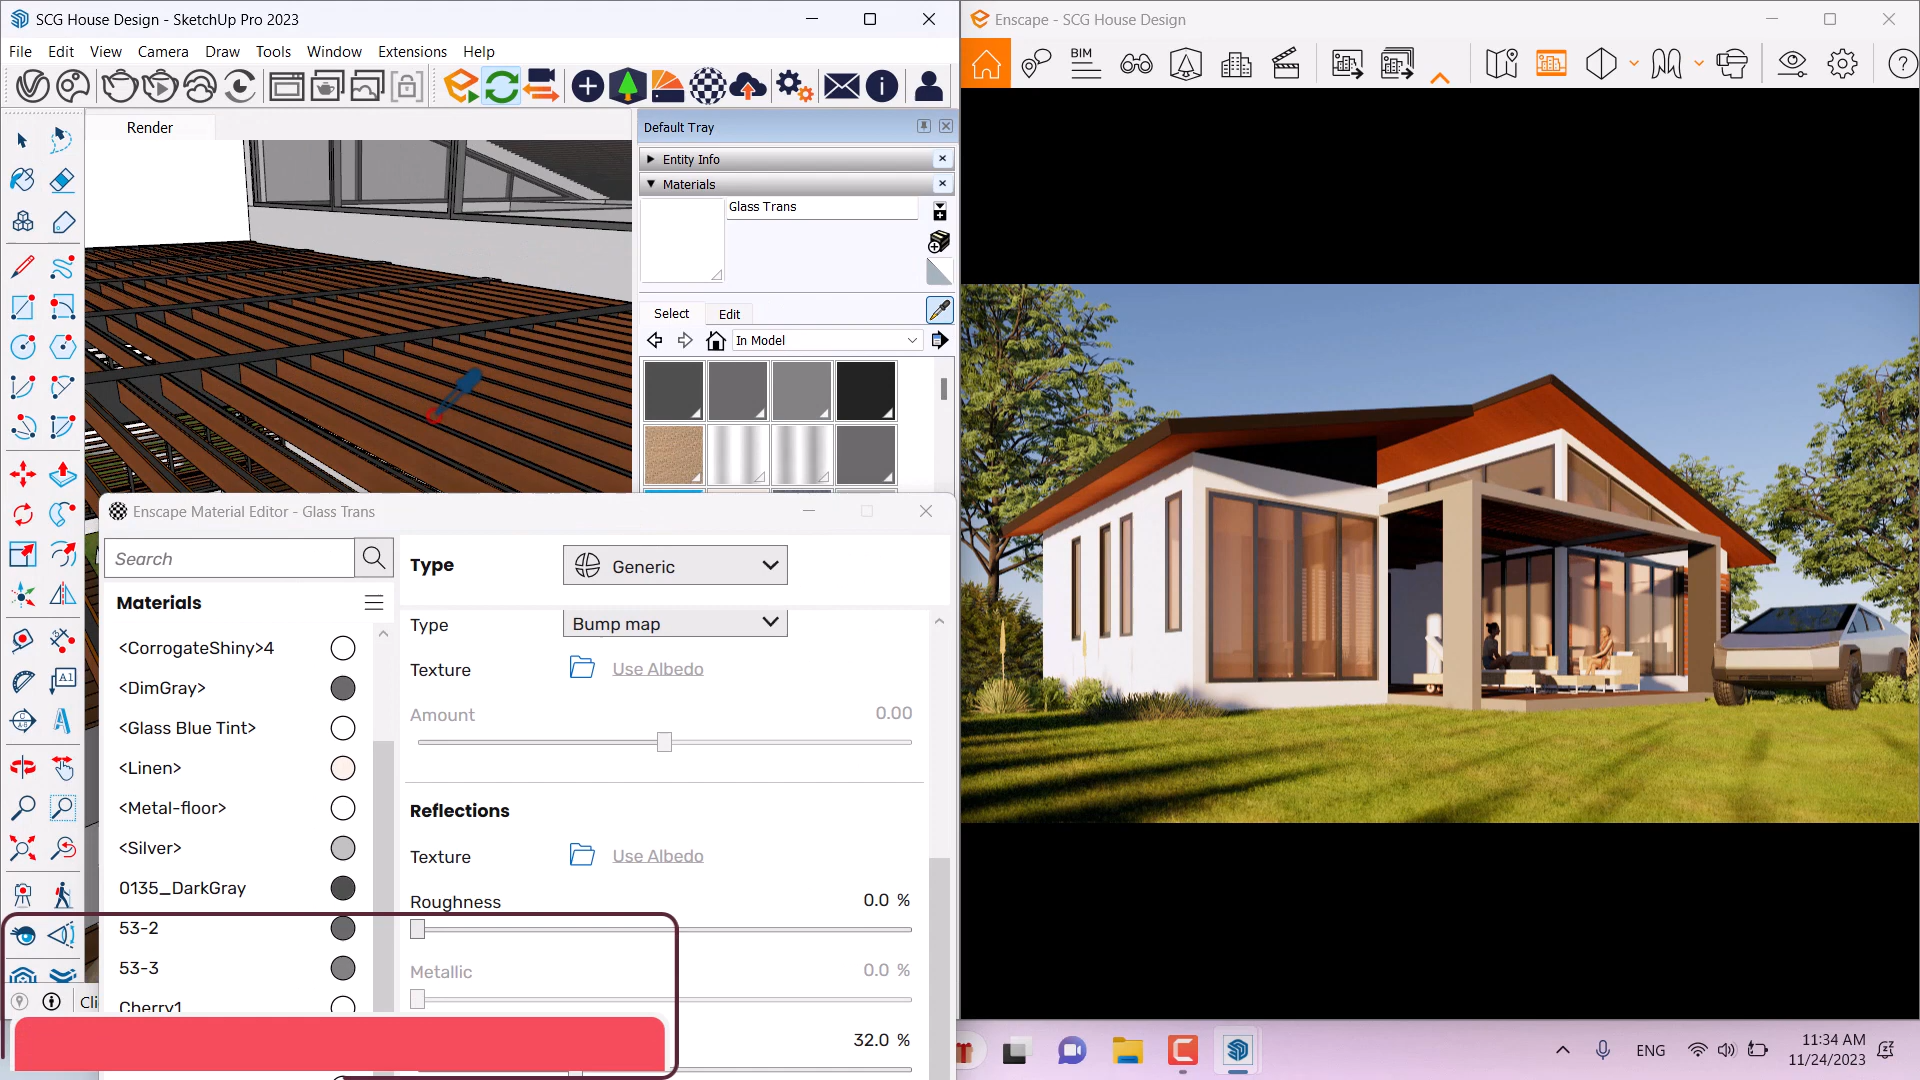 SCG House Design - SketchUp Pro 2023
File Edit View Camera Draw Tools Window Extensions Help
Render
Default Tray
Entity Info
Materials
Glass Trans
Select Edit
In Model
Enscape Material Editor - Glass Trans
Search
Materials
<CorrogateShiny>4
<DimGray>
<Glass Blue Tint>
<Linen>
<Metal-floor>
<Silver>
0135_DarkGray
53-2
53-3
Cherry1
Type Generic
Type Bump map
Texture Use Albedo
Amount 0.00
Reflections
Texture Use Albedo
Roughness 0.0 %
Metallic 0.0 %
32.0 %
Cli
Enscape - SCG House Design
BIM
ENG
11:34 AM
11/24/2023